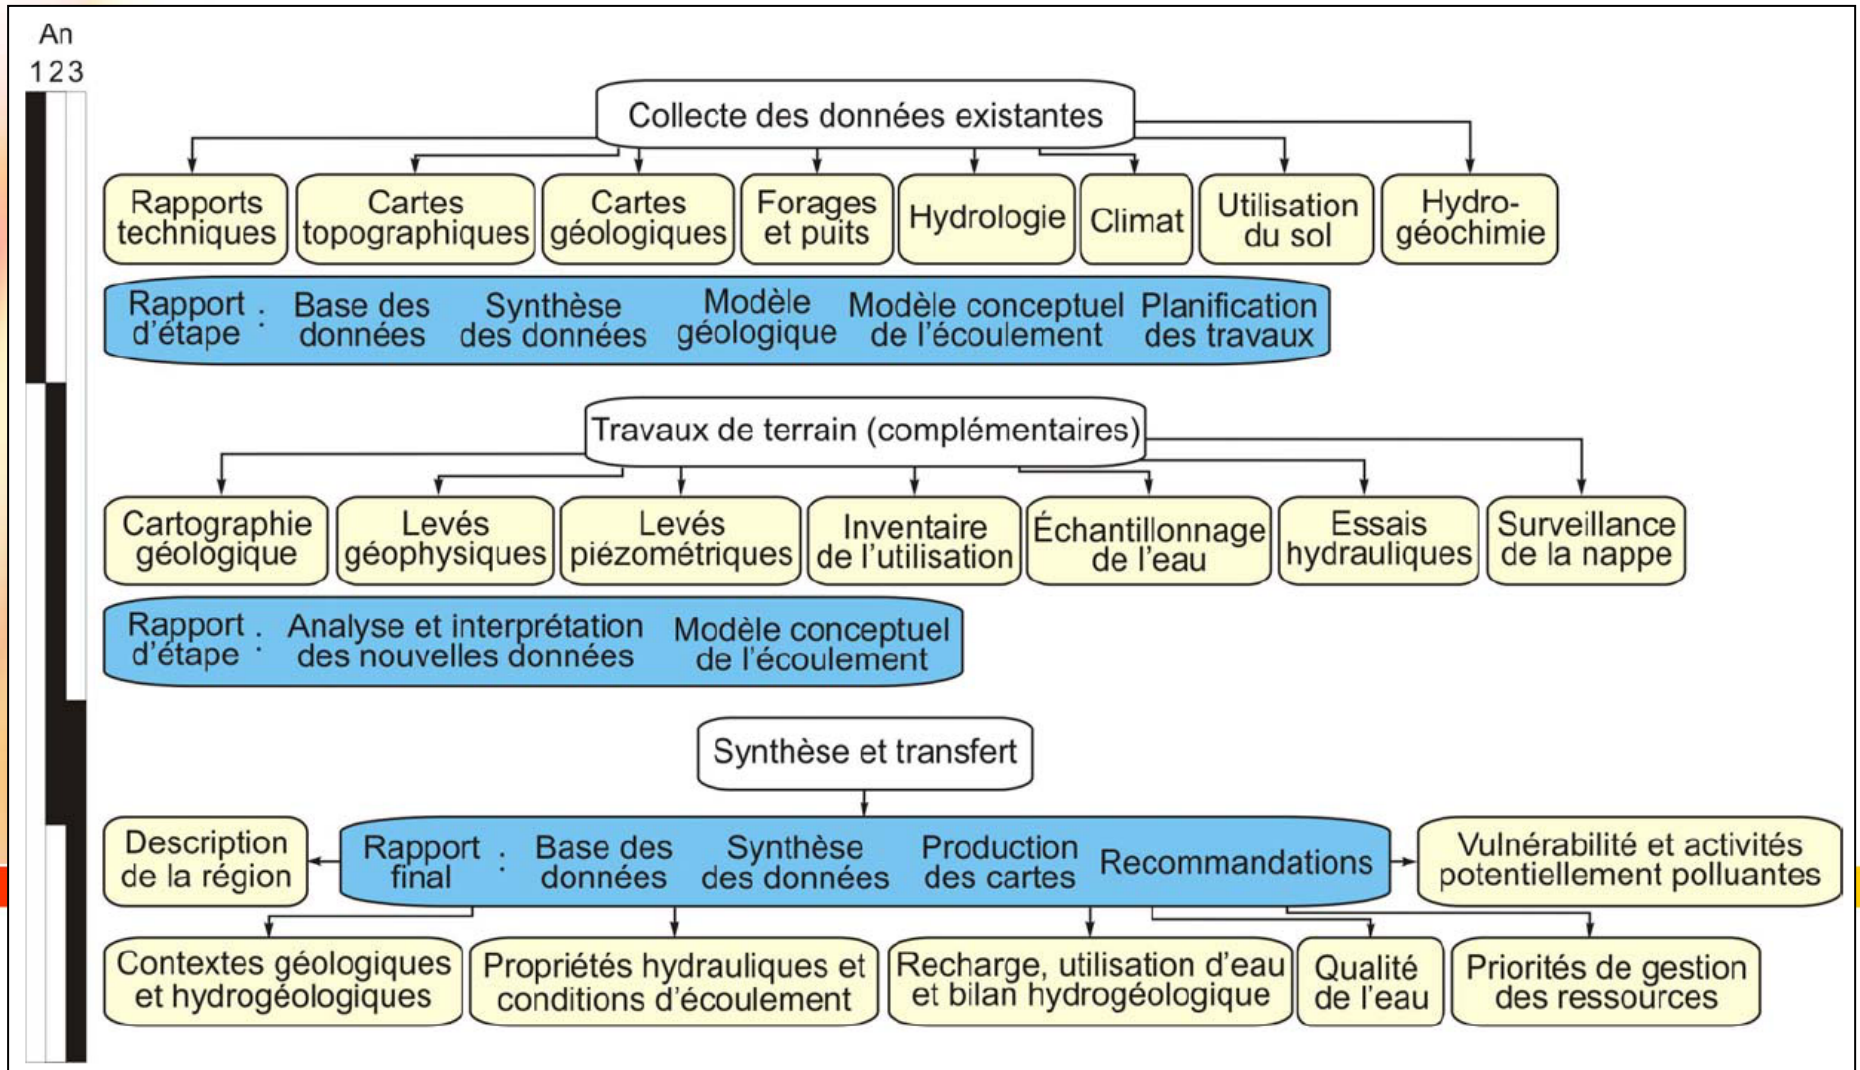 An
1 2 3
Collecte des données existantes
Rapports
techniques
Cartes
topographiques
Cartes
géologiques
Forages
et puits
Hydrologie
Climat
Utilisation
du sol
Hydro-
géochimie
Rapport
d'étape :
Base des
données
Synthèse
des données
Modèle
géologique
Modèle conceptuel
de l'écoulement
Planification
des travaux
Travaux de terrain (complémentaires)
Cartographie
géologique
Levés
géophysiques
Levés
piézométriques
Inventaire
de l'utilisation
Échantillonnage
de l'eau
Essais
hydrauliques
Surveillance
de la nappe
Rapport
d'étape :
Analyse et interprétation
des nouvelles données
Modèle conceptuel
de l'écoulement
Synthèse et transfert
Description
de la région
Rapport
final :
Base des
données
Synthèse
des données
Production
des cartes
Recommandations
Vulnérabilité et activités
potentiellement polluantes
Contextes géologiques
et hydrogéologiques
Propriétés hydrauliques et
conditions d'écoulement
Recharge, utilisation d'eau
et bilan hydrogéologique
Qualité
de l'eau
Priorités de gestion
des ressources